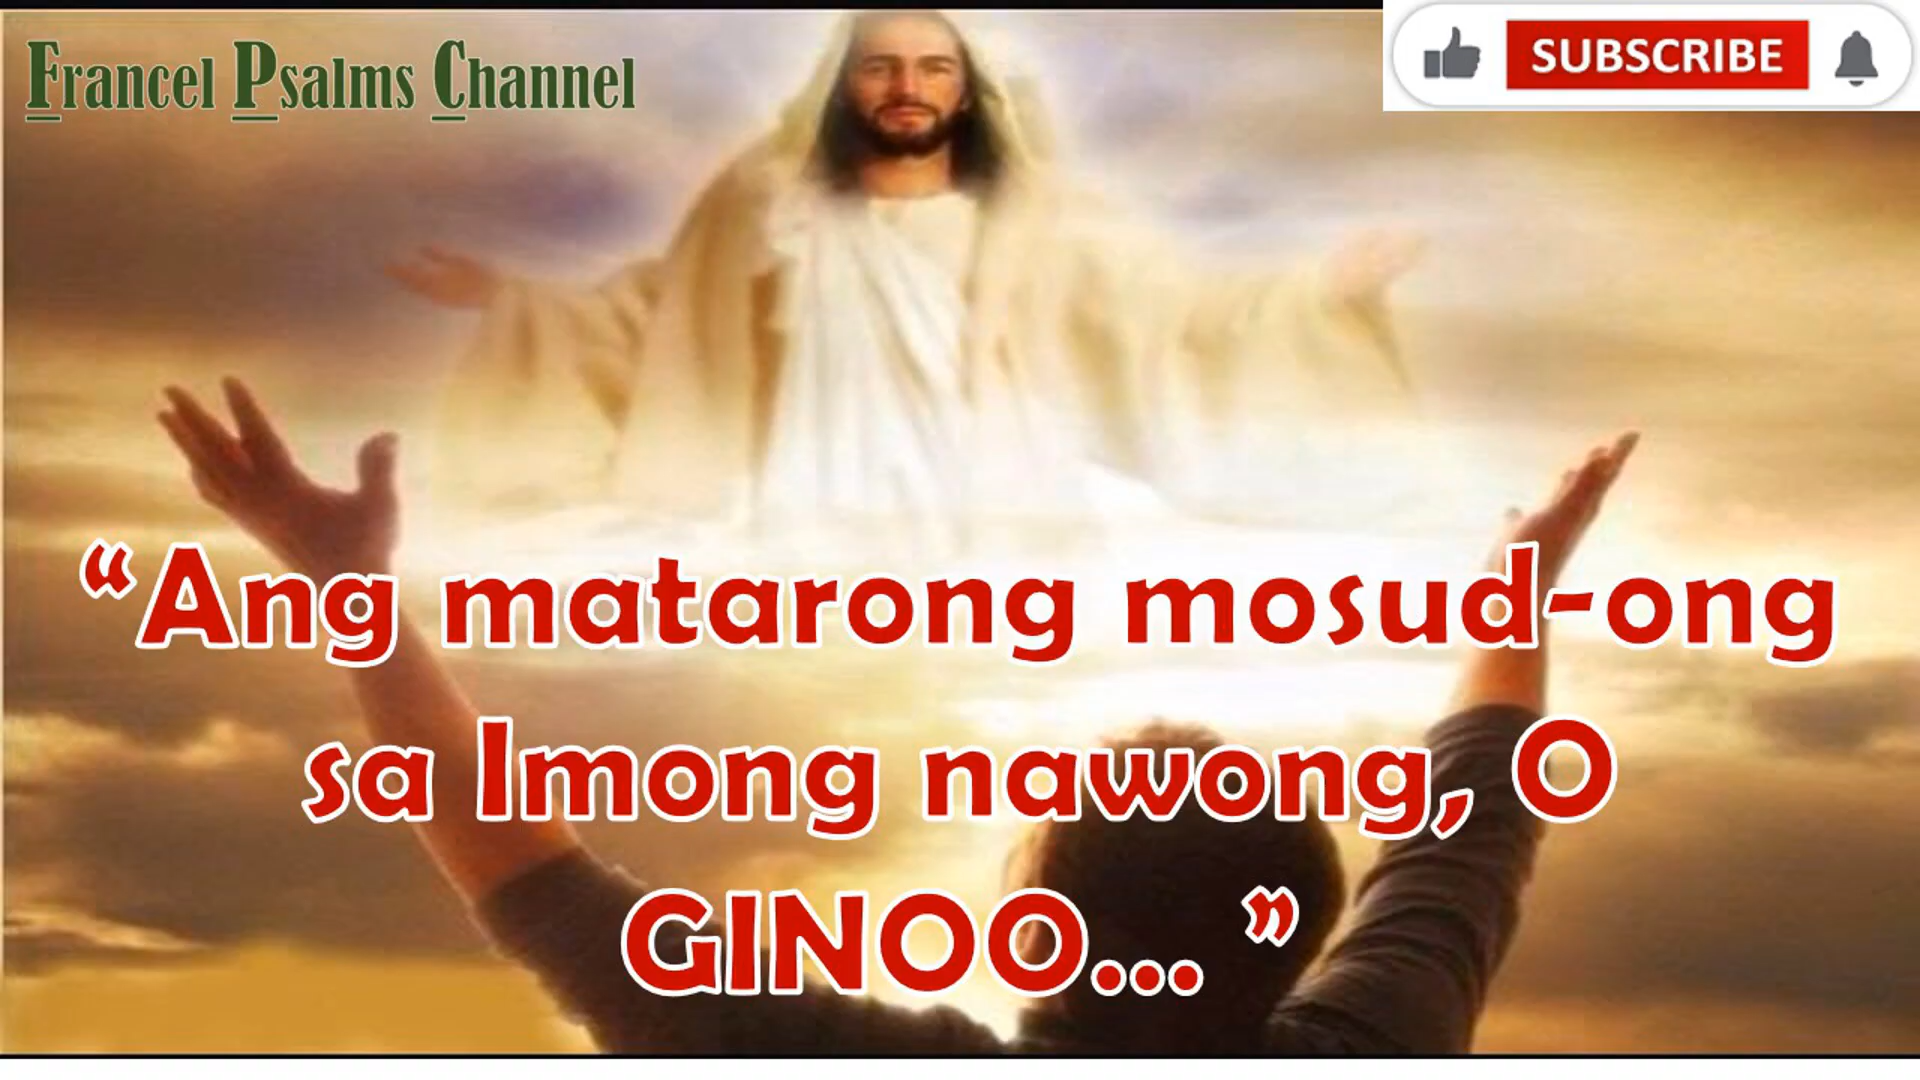 Francel Psalms Channel
SUBSCRIBE
“Ang matarong mosud-ong
sa Imong nawong, O
GINOO... ”